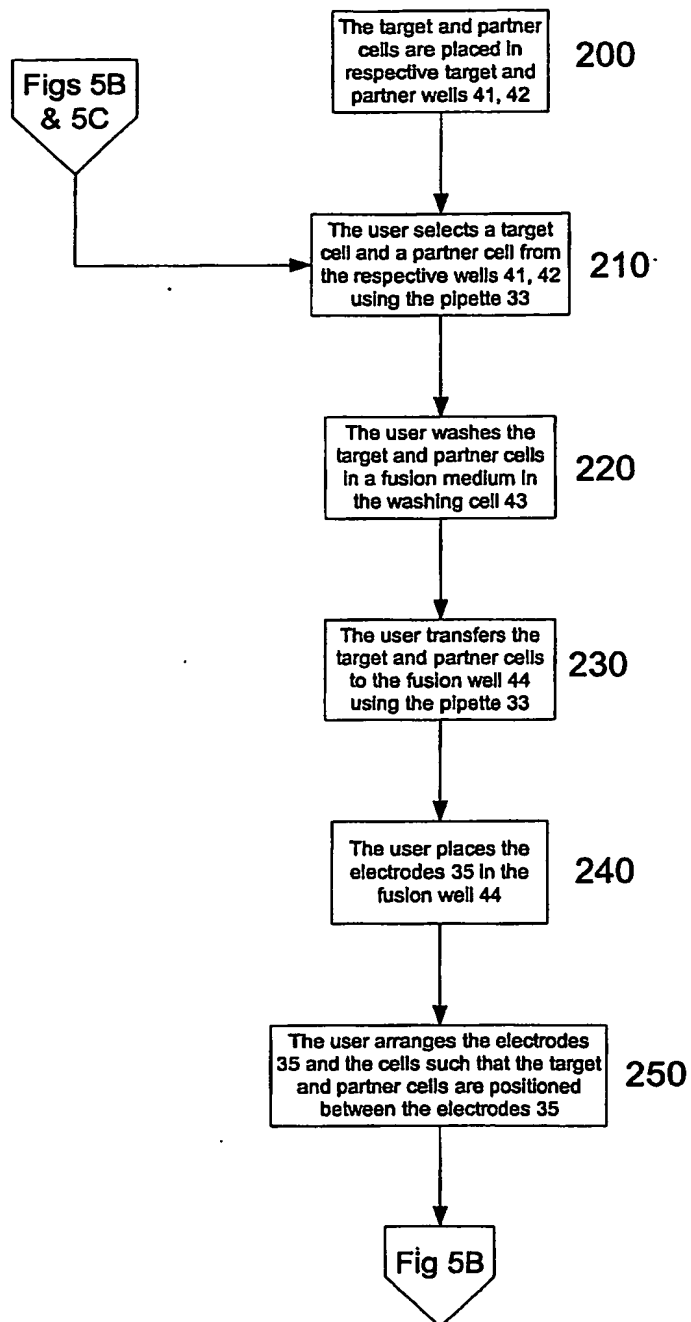 The target and partner
cells are placed in
respective target and
partner wells 41, 42
200
Figs 5B
& 5C
The user selects a target
cell and a partner cell from
the respective wells 41, 42
using the pipette 33
210
The user washes the
target and partner cells
in a fusion medium in
the washing cell 43
220
The user transfers the
target and partner cells
to the fusion well 44
using the pipette 33
230
The user places the
electrodes 35 in the
fusion well 44
240
The user arranges the electrodes
35 and the cells such that the target
and partner cells are positioned
between the electrodes 35
250
Fig 5B